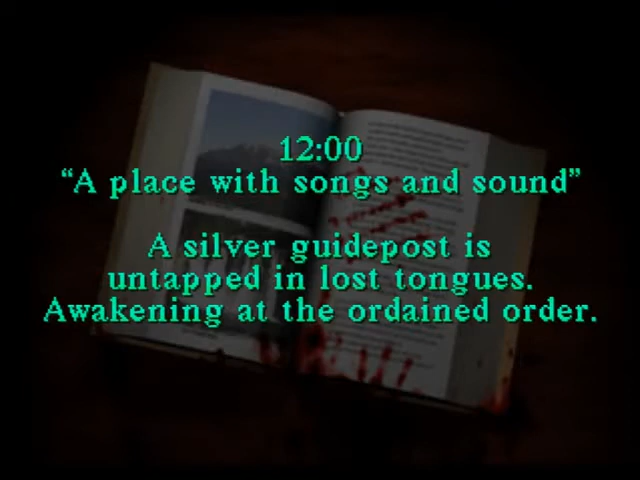 12:00
“A place with songs and sound”
A silver guidepost is
untapped in lost tongues.
Awakening at the ordained order.